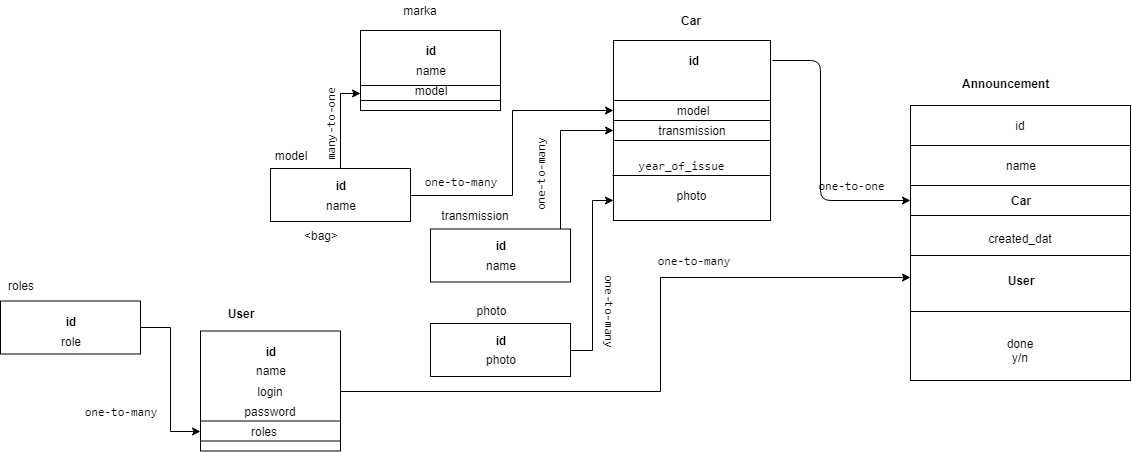 marka
id
name
model
many-to-one
model
id
name
<bag>
one-to-many
Car
id
model
transmission
year_of_issue
photo
one-to-many
transmission
id
name
photo
id
photo
one-to-many
one-to-one
Announcement
id
name
Car
created_dat
User
done
y/n
one-to-many
roles
id
role
one-to-many
User
id
name
login
password
roles